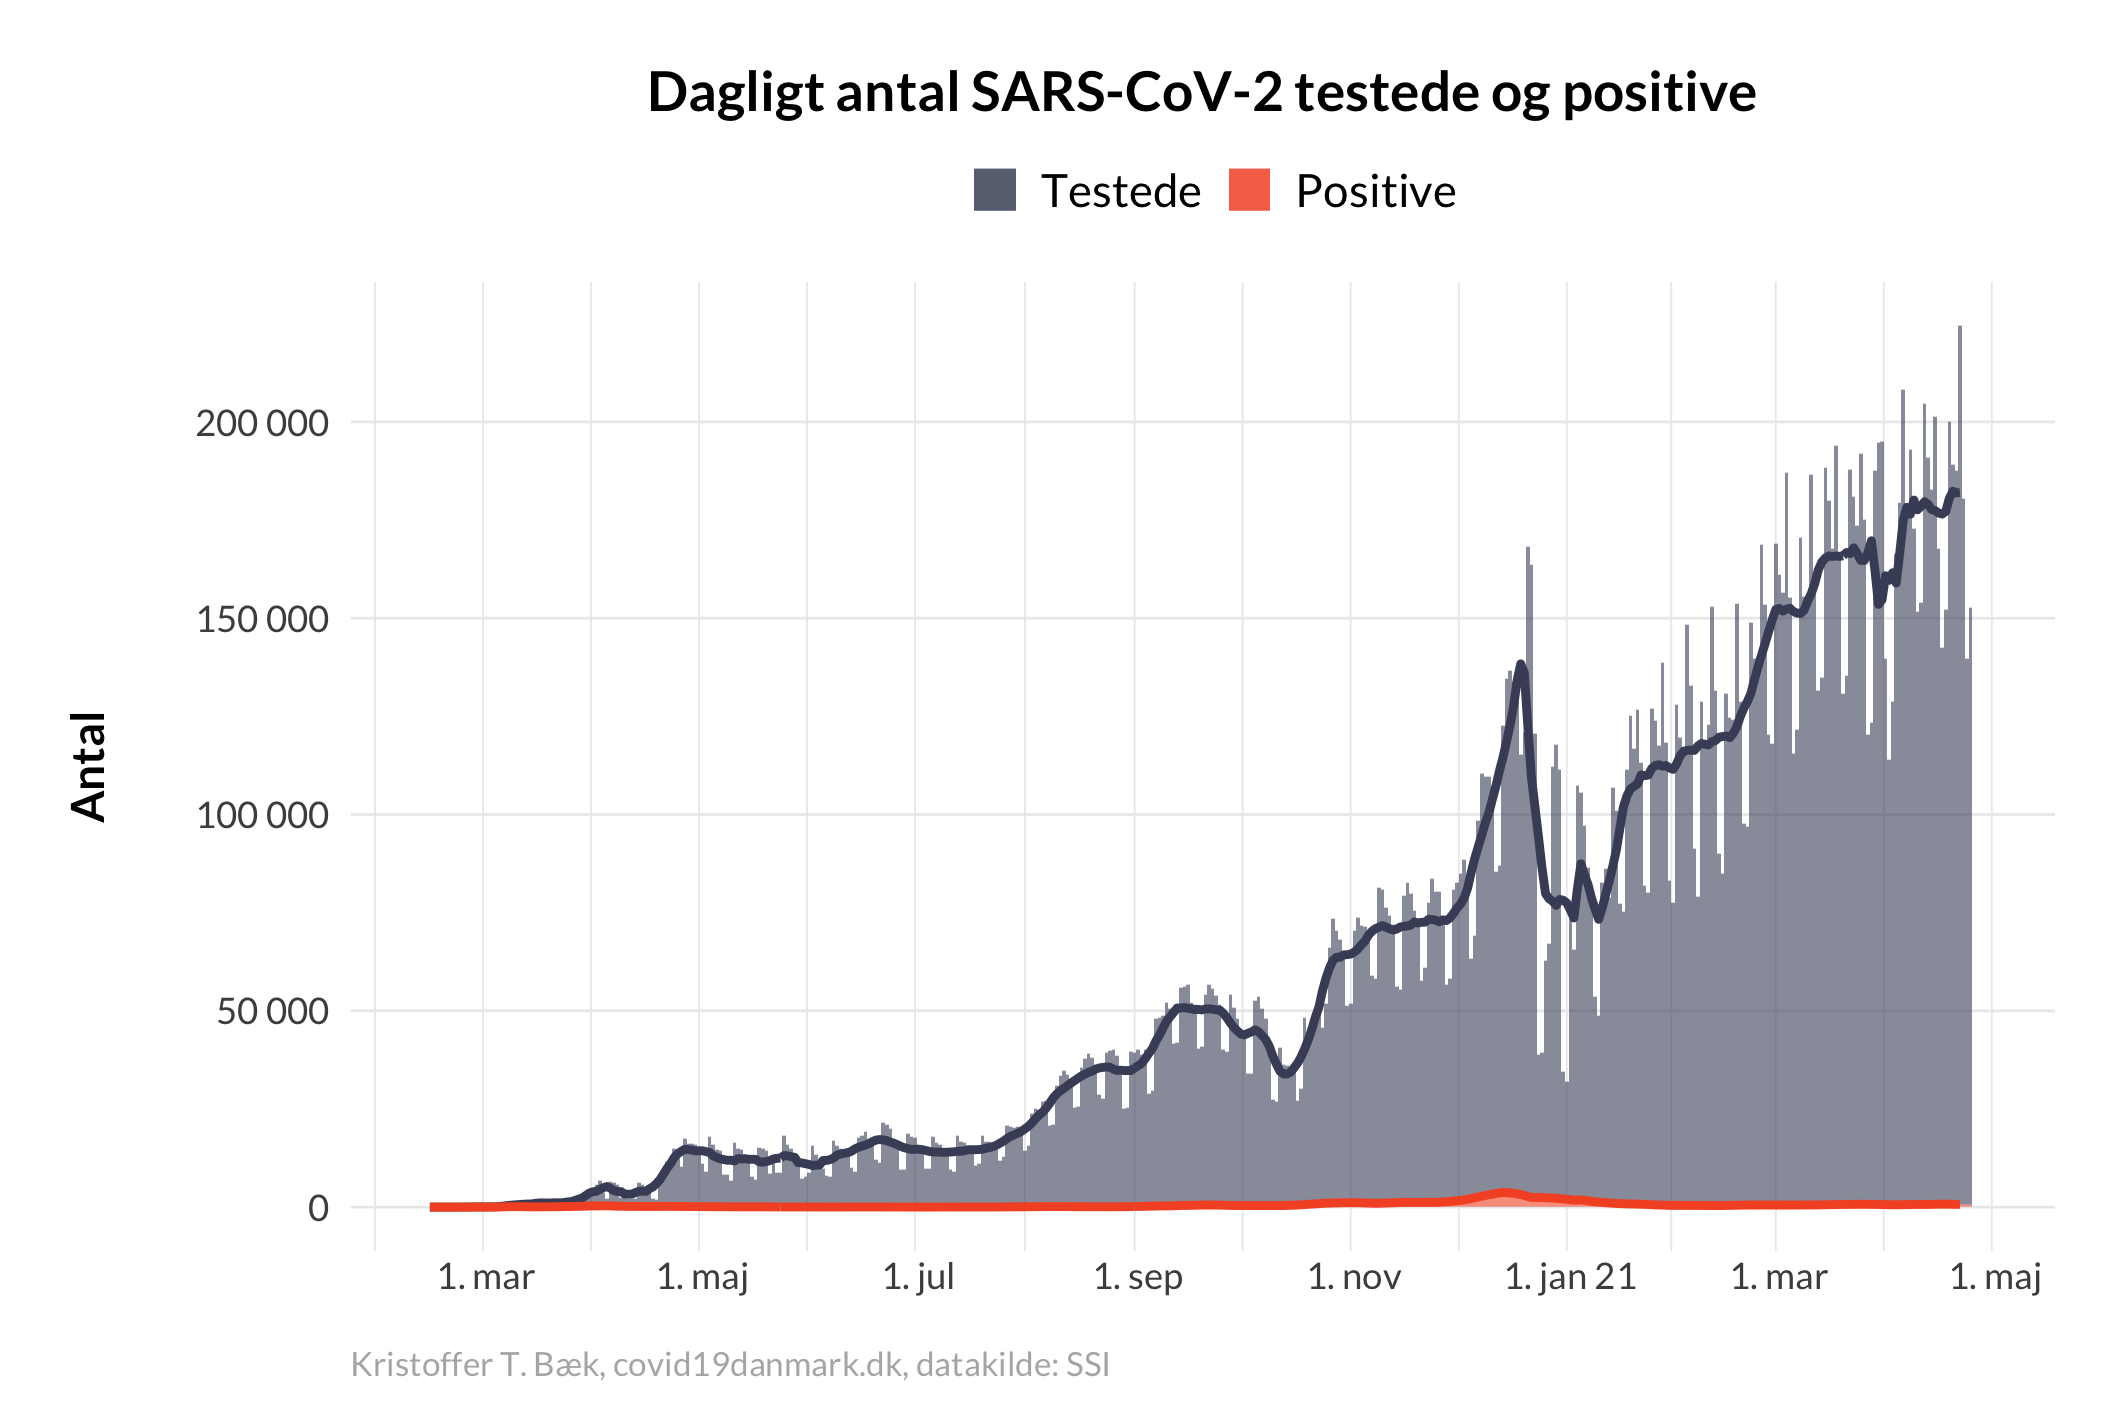 Dagligt antal SARS-CoV-2 testede og positive
Testede Positive
Antal
200 000
150 000
100 000
50 000
0
1. mar 1. maj 1. jul 1. sep 1. nov 1. jan 21 1. mar 1. maj
Kristoffer T. Bæk, covid19danmark.dk, datakilde: SSI